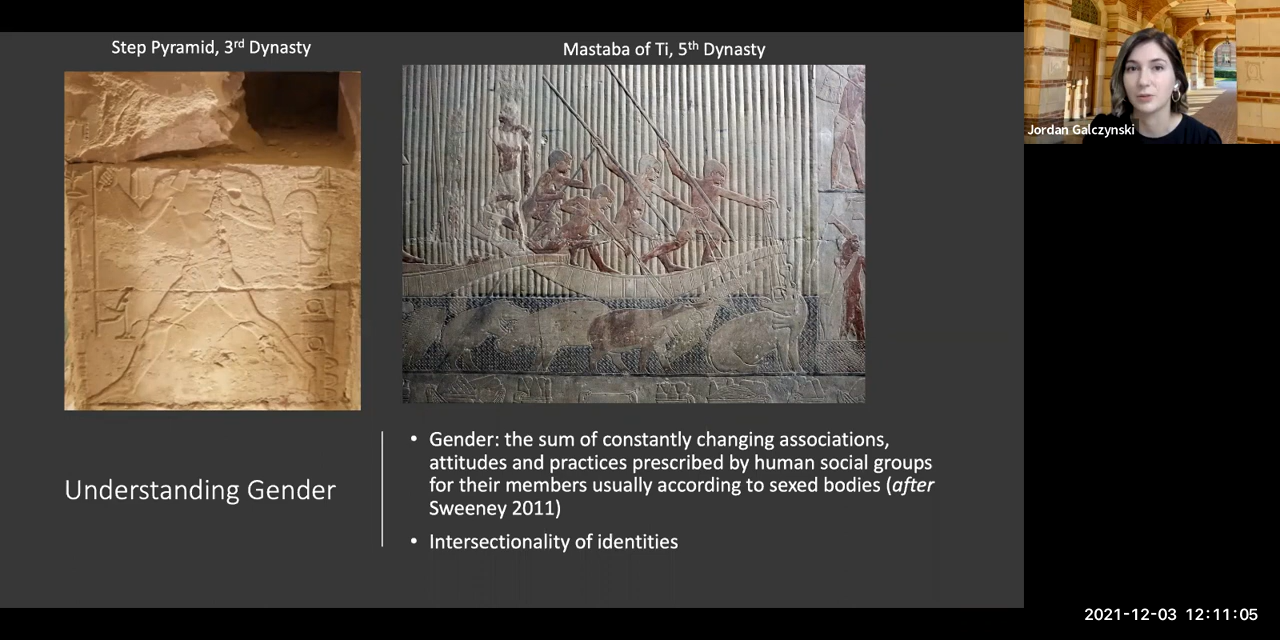 Step Pyramid, 3rd Dynasty
Mastaba of Ti, 5th Dynasty
Jordan Galczynski
Understanding Gender
• Gender: the sum of constantly changing associations,
attitudes and practices prescribed by human social groups
for their members usually according to sexed bodies (after
Sweeney 2011)
• Intersectionality of identities
2021-12-03 12:11:05